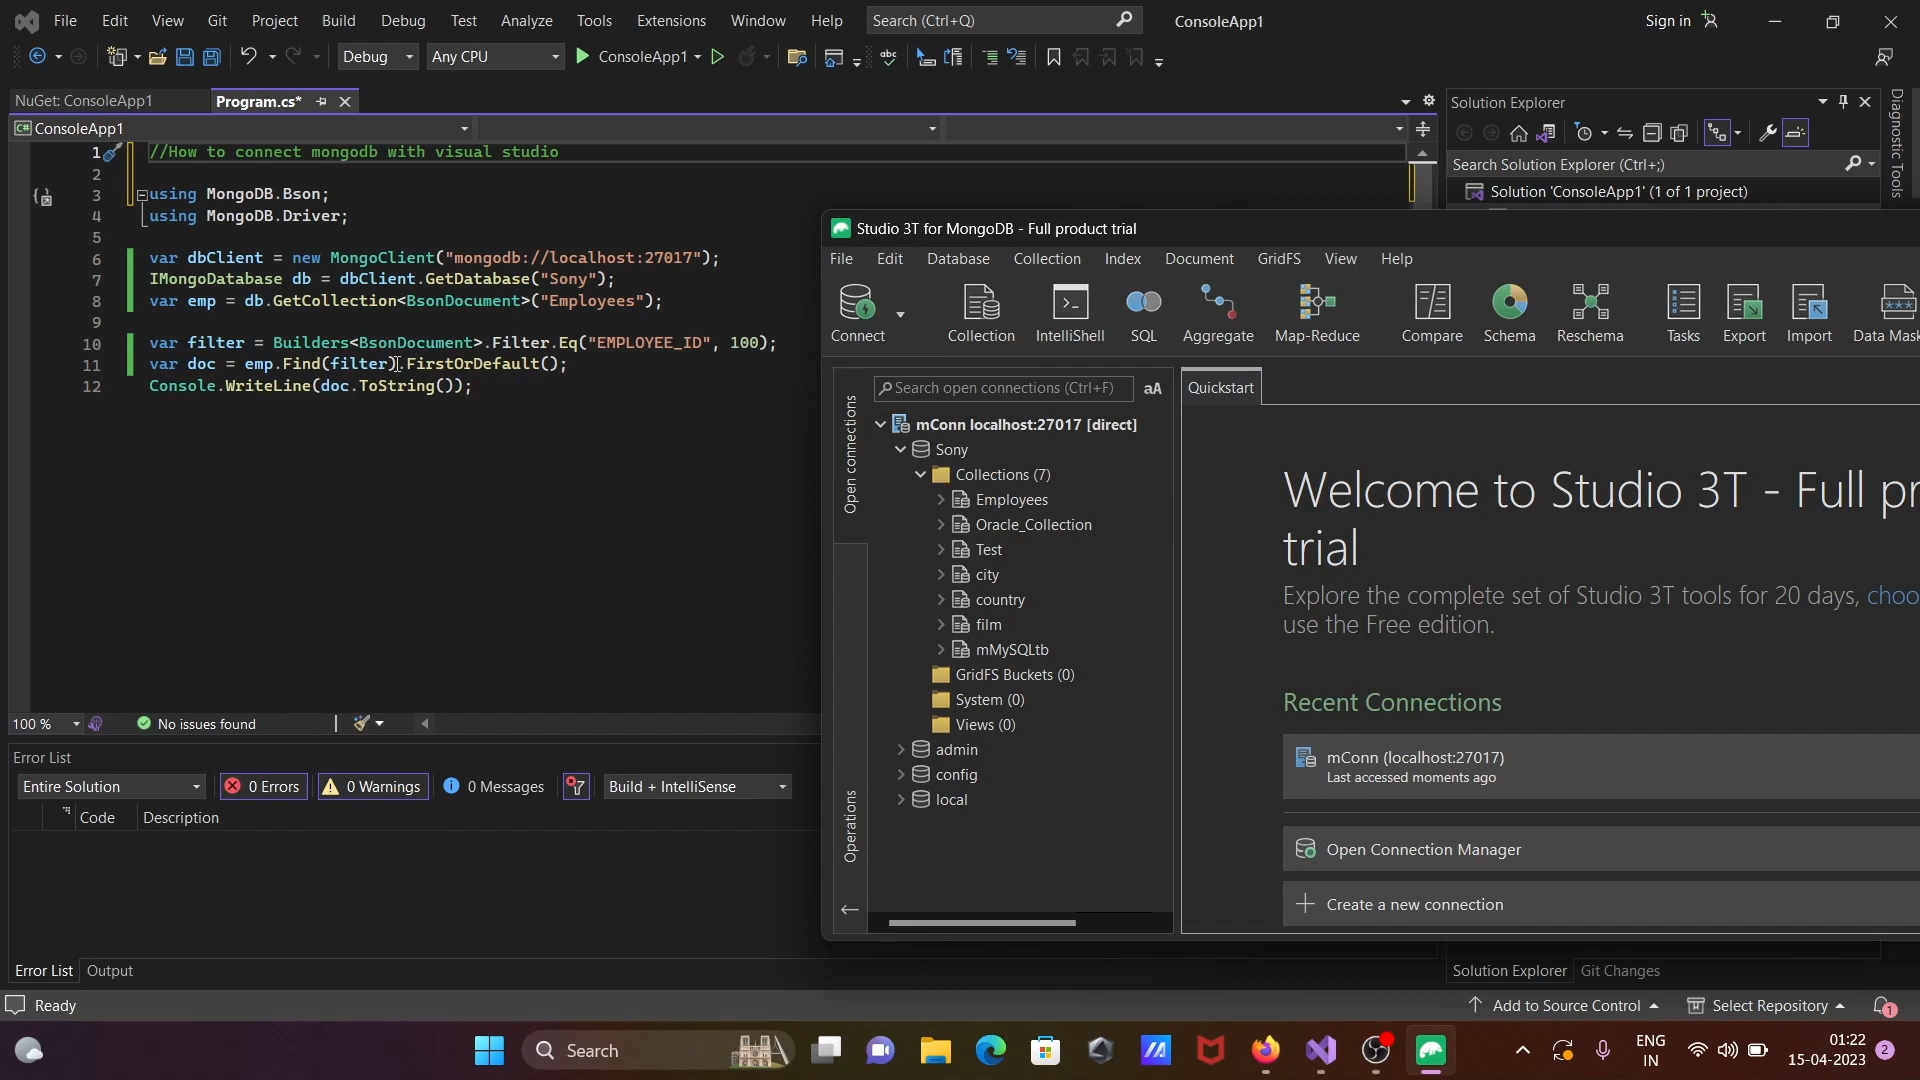 File Edit View Git Project Build Debug Test Analyze Tools Extensions Window Help Search (Ctrl+Q) ConsoleApp1 Sign in
Debug Any CPU ConsoleApp1
NuGet: ConsoleApp1 Program.cs*
C# ConsoleApp1
1 //How to connect mongodb with visual studio
2
3 using MongoDB.Bson;
4 using MongoDB.Driver;
5
6 var dbClient = new MongoClient("mongodb://localhost:27017");
7 IMongoDatabase db = dbClient.GetDatabase("Sony");
8 var emp = db.GetCollection<BsonDocument>("Employees");
9
10 var filter = Builders<BsonDocument>.Filter.Eq("EMPLOYEE_ID", 100);
11 var doc = emp.Find(filter).FirstOrDefault();
12 Console.WriteLine(doc.ToString());
100 % No issues found
Error List
Entire Solution 0 Errors 0 Warnings 0 Messages Build + IntelliSense
Code Description
Error List Output
Ready
Solution Explorer
Search Solution Explorer (Ctrl+;)
Solution 'ConsoleApp1' (1 of 1 project)
Diagnostic Tools
Studio 3T for MongoDB - Full product trial
File Edit Database Collection Index Document GridFS View Help
Connect Collection IntelliShell SQL Aggregate Map-Reduce Compare Schema Reschema Tasks Export Import Data Mask
Open connections
Operations
Search open connections (Ctrl+F) aA
mConn localhost:27017 [direct]
Sony
Collections (7)
Employees
Oracle_Collection
Test
city
country
film
mMySQLtb
GridFS Buckets (0)
System (0)
Views (0)
admin
config
local
Quickstart
Welcome to Studio 3T - Full pr
trial
Explore the complete set of Studio 3T tools for 20 days, choo
use the Free edition.
Recent Connections
mConn (localhost:27017)
Last accessed moments ago
Open Connection Manager
Create a new connection
Solution Explorer Git Changes
Add to Source Control Select Repository 1
Search
ENG
IN
01:22
15-04-2023
2